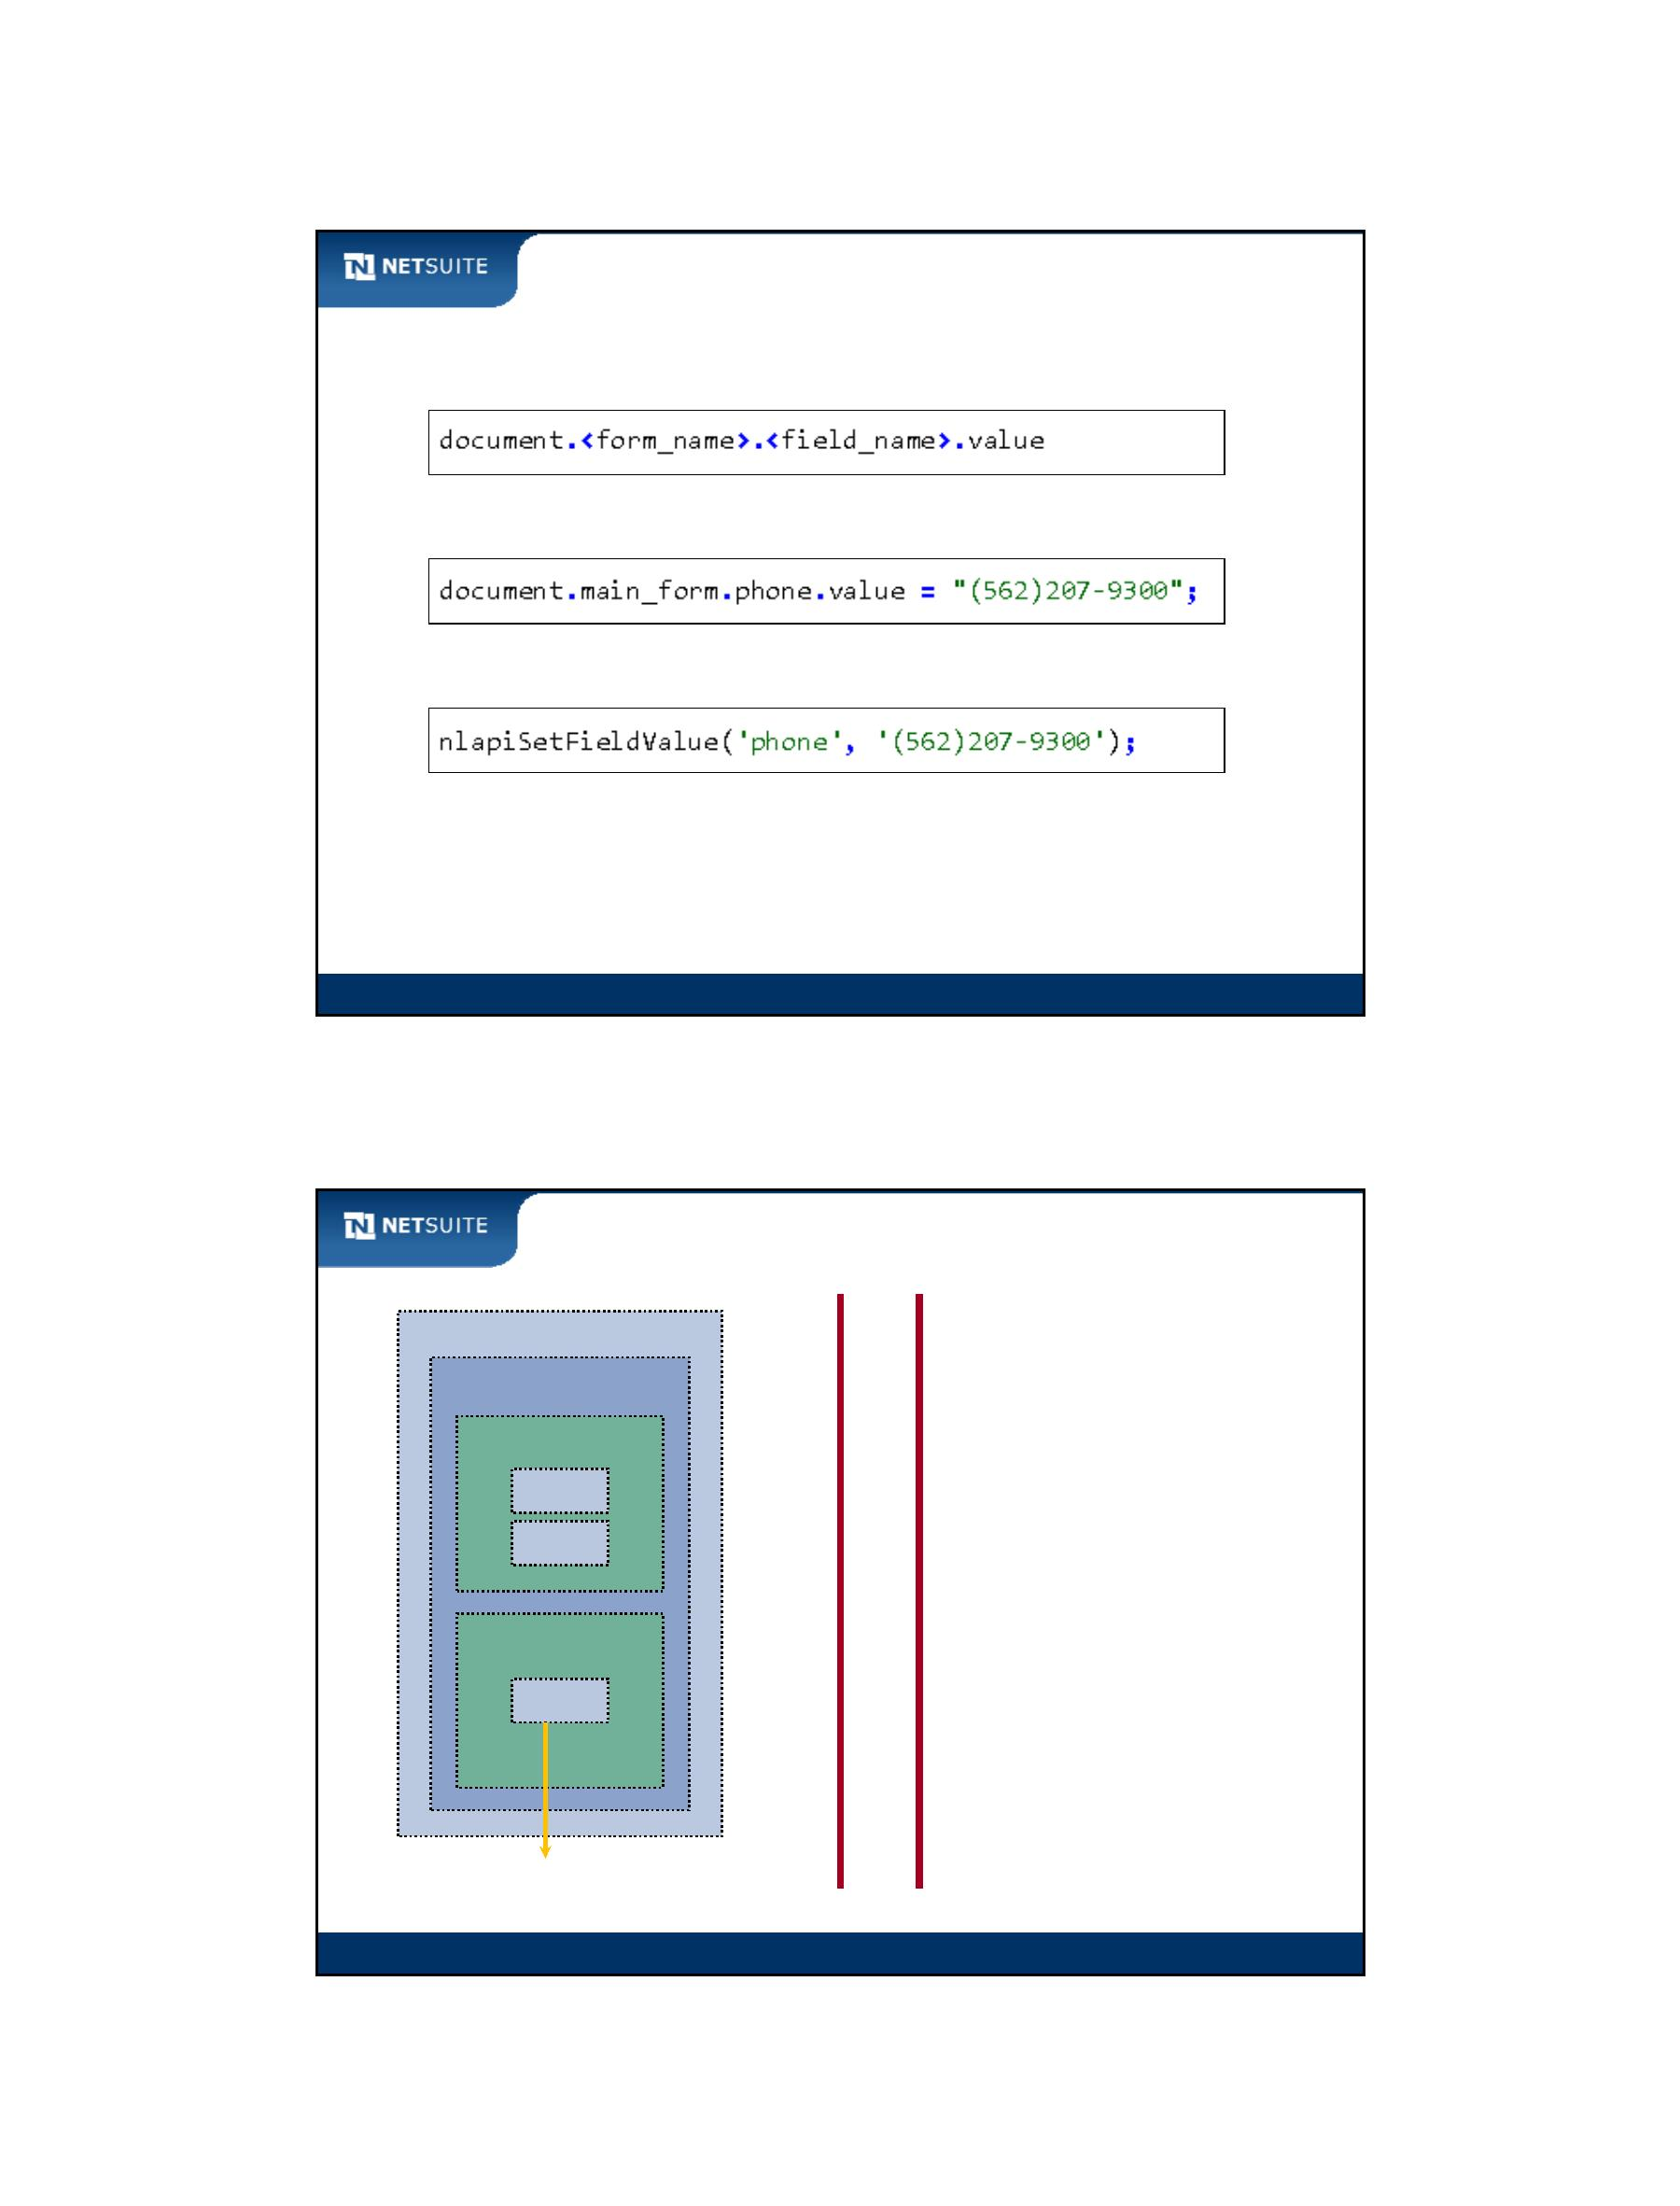 NETSUITE
document.<form_name>.<field_name>.value
document.main_form.phone.value = "(562)207-9300";
nlapiSetFieldValue('phone', '(562)207-9300');
NETSUITE